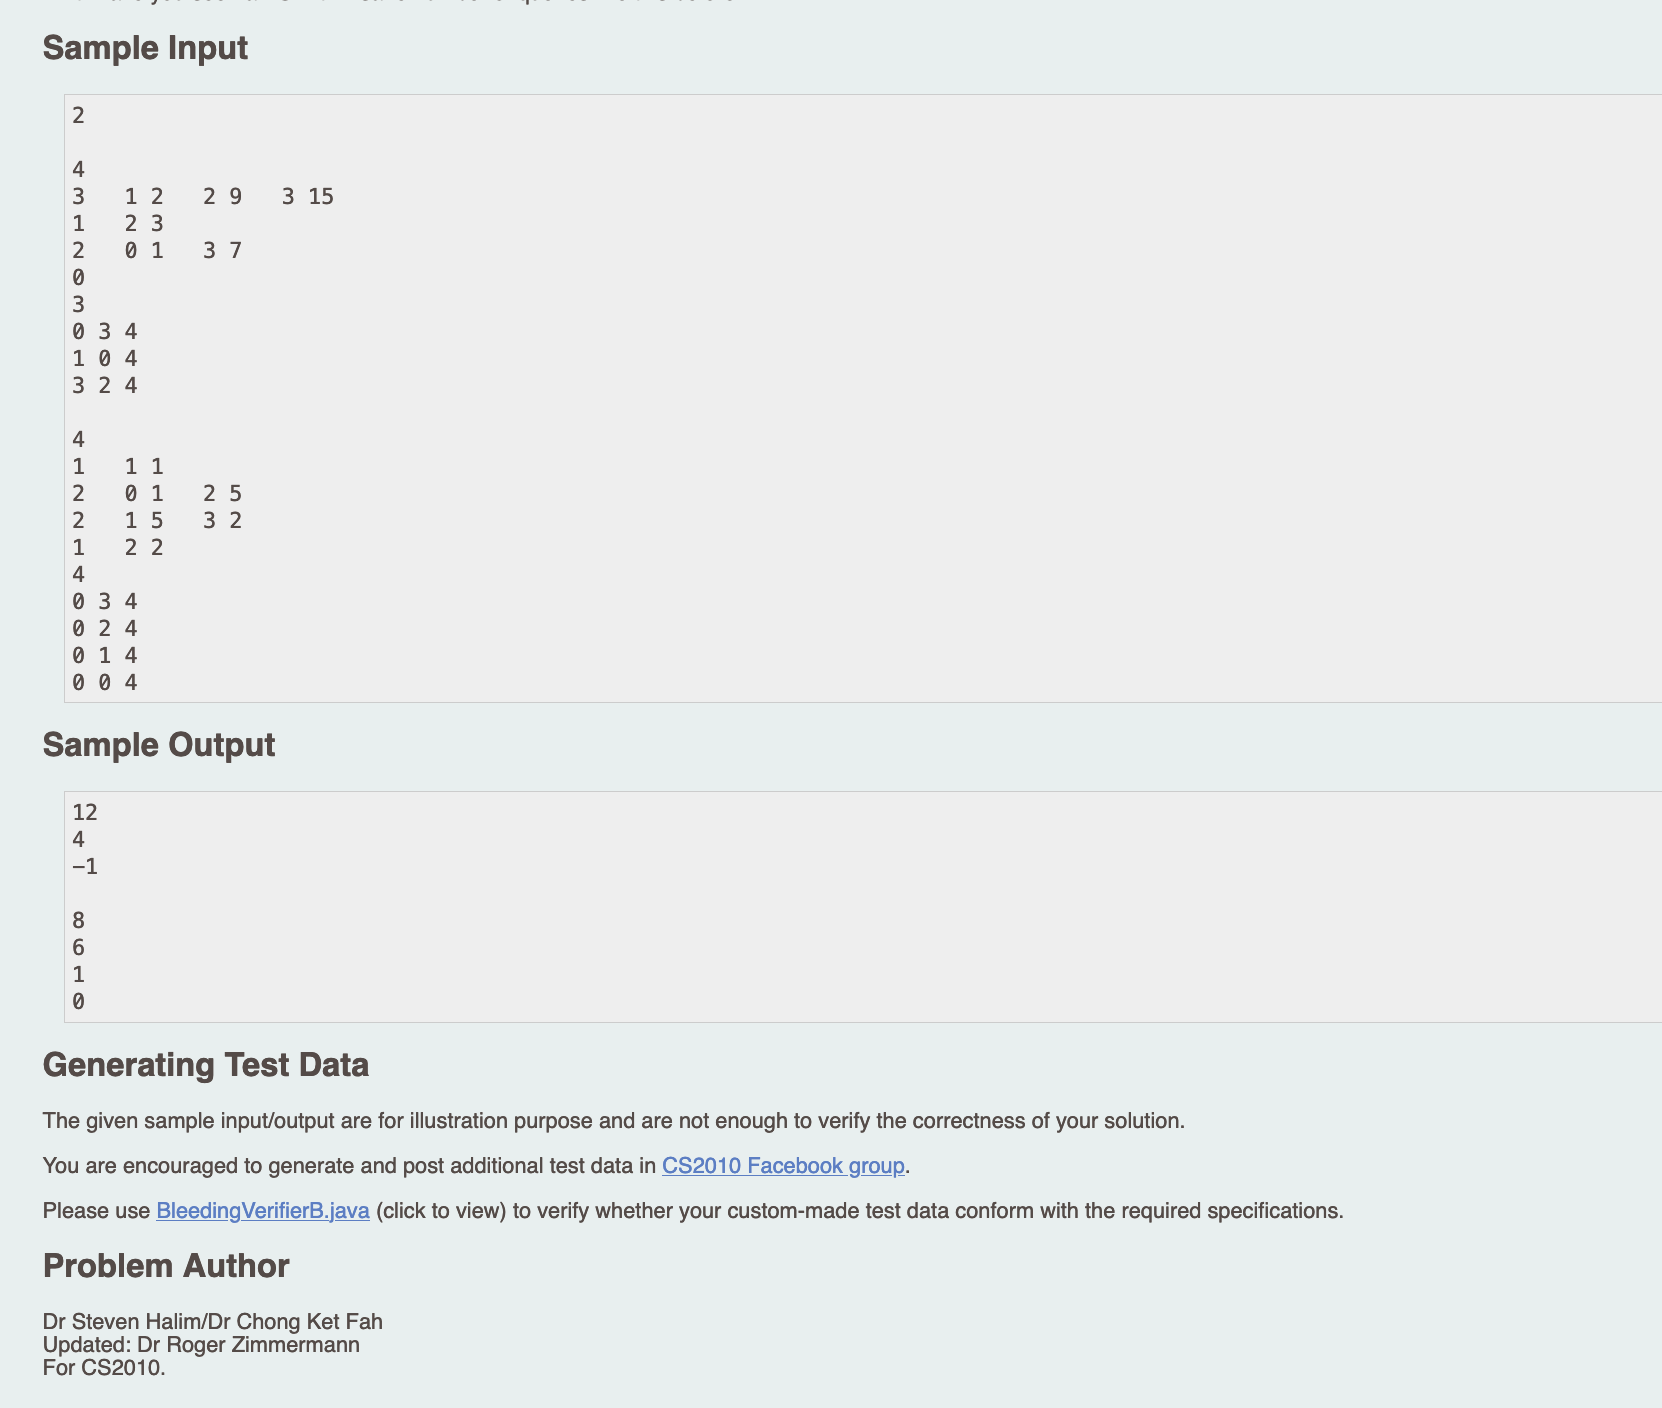 Sample Input
2

4
3   1 2   2 9   3 15
1   2 3
2   0 1   3 7
0
3
0 3 4
1 0 4
3 2 4

4
1   1 1
2   0 1   2 5
2   1 5   3 2
1   2 2
4
0 3 4
0 2 4
0 1 4
0 0 4
Sample Output
12
4
-1

8
6
1
0
Generating Test Data
The given sample input/output are for illustration purpose and are not enough to verify the correctness of your solution.
You are encouraged to generate and post additional test data in CS2010 Facebook group.
Please use BleedingVerifierB.java (click to view) to verify whether your custom-made test data conform with the required specifications.
Problem Author
Dr Steven Halim/Dr Chong Ket Fah
Updated: Dr Roger Zimmermann
For CS2010.